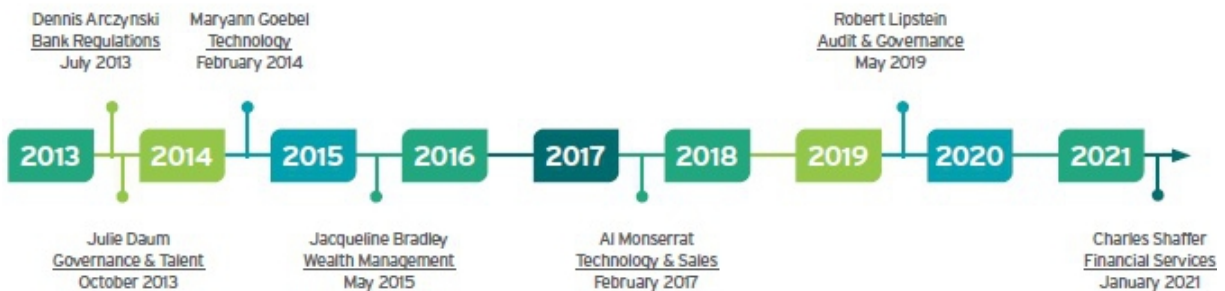 Dennis Arczynski
Bank Regulations
July 2013
Maryann Goebel
Technology
February 2014
Robert Lipstein
Audit & Governance
May 2019
2013
2014
2015
2016
2017
2018
2019
2020
2021
Julie Daum
Governance & Talent
October 2013
Jacqueline Bradley
Wealth Management
May 2015
Al Monserrat
Technology & Sales
February 2017
Charles Shaffer
Financial Services
January 2021